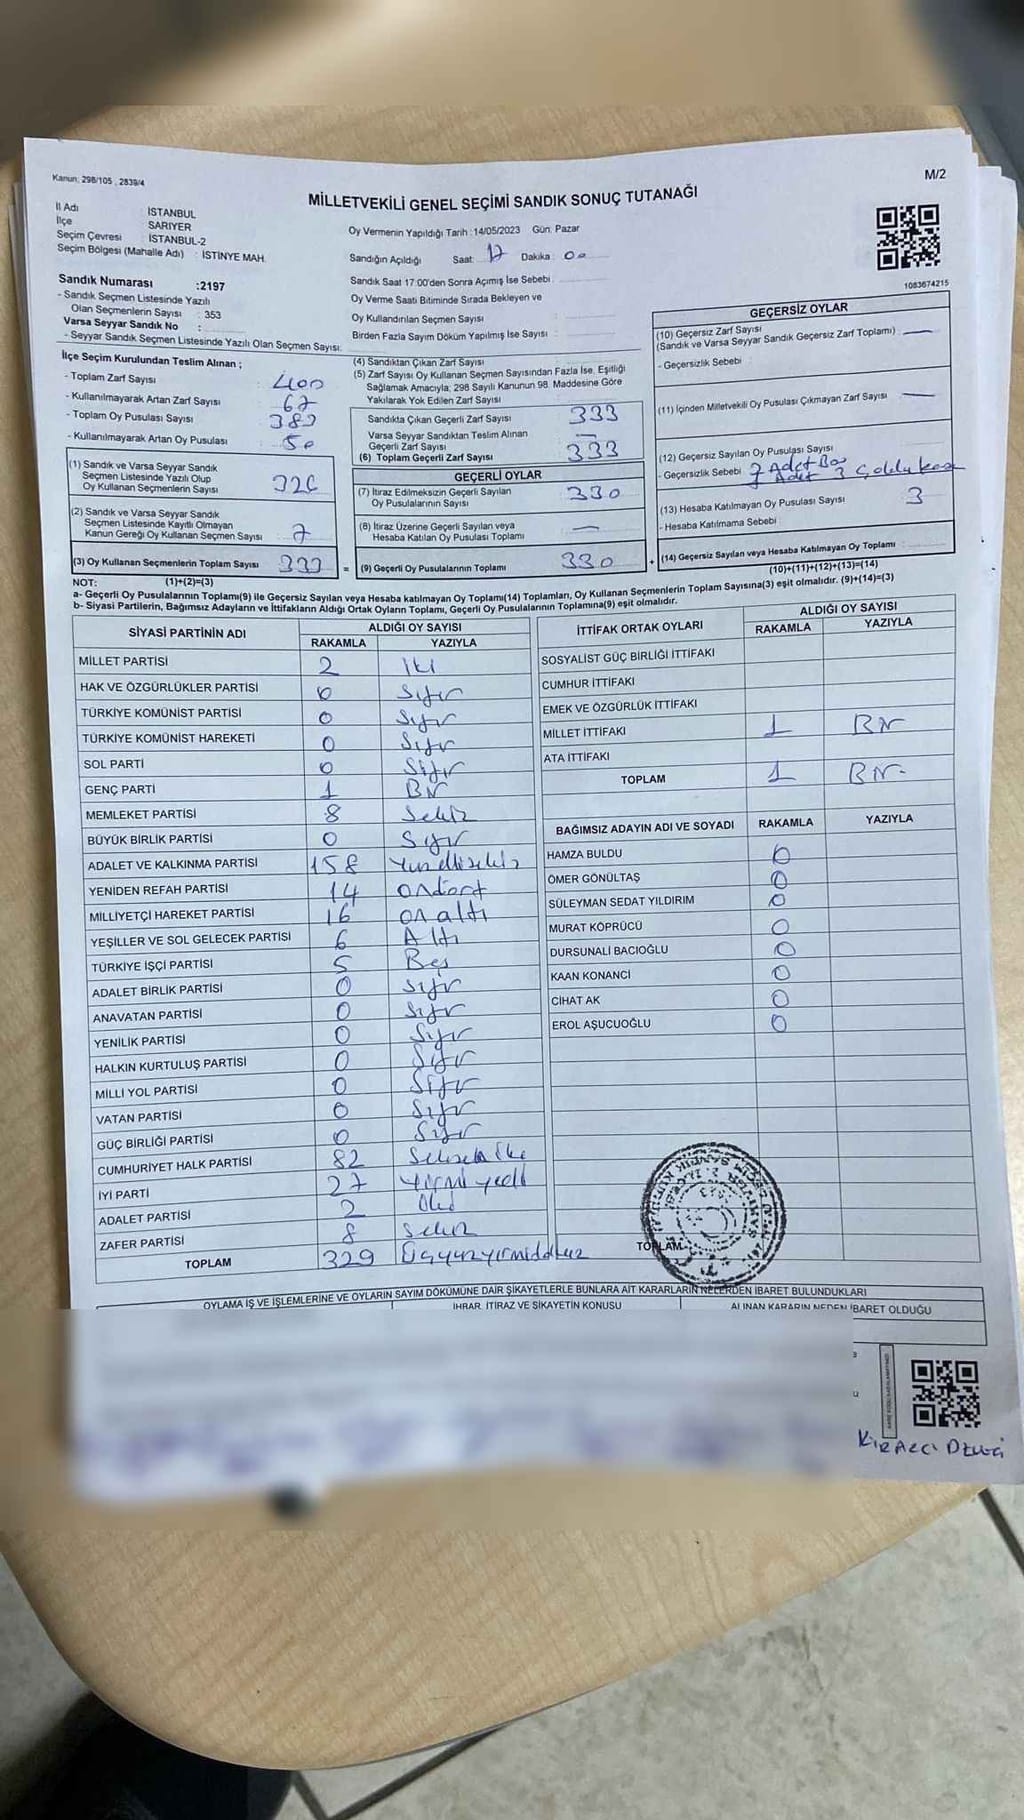 Kanun: 298/105 , 2839/4
M/2
MİLLETVEKİLİ GENEL SEÇİMİ SANDIK SONUÇ TUTANAĞI
İl Adı : İSTANBUL
İlçe : SARIYER
Seçim Çevresi : İSTANBUL-2
Seçim Bölgesi (Mahalle Adı) : İSTİNYE MAH.
Oy Vermenin Yapıldığı Tarih :14/05/2023 Gün: Pazar
Sandığın Açıldığı Saat: 17 Dakika: 00
Sandık Saat 17:00'den Sonra Açılmış İse Sebebi :
Oy Verme Saati Bitiminde Sırada Bekleyen ve
Oy Kullandırılan Seçmen Sayısı :
Birden Fazla Sayım Döküm Yapılmış İse Sayısı :
1083674215
Sandık Numarası :2197
- Sandık Seçmen Listesinde Yazılı
Olan Seçmenlerin Sayısı : 353
Varsa Seyyar Sandık No :
- Seyyar Sandık Seçmen Listesinde Yazılı Olan Seçmen Sayısı:
İlçe Seçim Kurulundan Teslim Alınan ;
- Toplam Zarf Sayısı : 400
- Kullanılmayarak Artan Zarf Sayısı : 67
- Toplam Oy Pusulası Sayısı : 383
- Kullanılmayarak Artan Oy Pusulası : 50
(1) Sandık ve Varsa Seyyar Sandık
Seçmen Listesinde Yazılı Olup
Oy Kullanan Seçmenlerin Sayısı : 326
(2) Sandık ve Varsa Seyyar Sandık
Seçmen Listesinde Kayıtlı Olmayan
Kanun Gereği Oy Kullanan Seçmen Sayısı : 7
(3) Oy Kullanan Seçmenlerin Toplam Sayısı : 333
(4) Sandıktan Çıkan Zarf Sayısı :
(5) Zarf Sayısı Oy Kullanan Seçmen Sayısından Fazla İse, Eşitliği
Sağlamak Amacıyla; 298 Sayılı Kanunun 98. Maddesine Göre
Yakılarak Yok Edilen Zarf Sayısı :
Sandıkta Çıkan Geçerli Zarf Sayısı : 333
Varsa Seyyar Sandıktan Teslim Alınan
Geçerli Zarf Sayısı : —
(6) Toplam Geçerli Zarf Sayısı : 333
GEÇERLİ OYLAR
(7) İtiraz Edilmeksizin Geçerli Sayılan
Oy Pusulalarının Sayısı : 330
(8) İtiraz Üzerine Geçerli Sayılan veya
Hesaba Katılan Oy Pusulası Toplamı : —
= (9) Geçerli Oy Pusulalarının Toplamı : 330 +
GEÇERSİZ OYLAR
(10) Geçersiz Zarf Sayısı
(Sandık ve Varsa Seyyar Sandık Geçersiz Zarf Toplamı) : —
- Geçersizlik Sebebi :
(11) İçinden Milletvekili Oy Pusulası Çıkmayan Zarf Sayısı : —
(12) Geçersiz Sayılan Oy Pusulası Sayısı :
- Geçersizlik Sebebi :
(13) Hesaba Katılmayan Oy Pusulası Sayısı : 3
- Hesaba Katılmama Sebebi :
(14) Geçersiz Sayılan veya Hesaba Katılmayan Oy Toplamı :
(10)+(11)+(12)+(13)=(14)
NOT: (1)+(2)=(3)
a- Geçerli Oy Pusulalarının Toplamı(9) ile Geçersiz Sayılan veya Hesaba katılmayan Oy Toplamı(14) Toplamları, Oy Kullanan Seçmenlerin Toplam Sayısına(3) eşit olmalıdır. (9)+(14)=(3)
b- Siyasi Partilerin, Bağımsız Adayların ve İttifakların Aldığı Ortak Oyların Toplamı, Geçerli Oy Pusulalarının Toplamına(9) eşit olmalıdır.
SİYASİ PARTİNİN ADI ALDIĞI OY SAYISI
RAKAMLA YAZIYLA
MİLLET PARTİSİ 2 İki
HAK VE ÖZGÜRLÜKLER PARTİSİ 0 Sıfır
TÜRKİYE KOMÜNİST PARTİSİ 0 Sıfır
TÜRKİYE KOMÜNİST HAREKETİ 0 Sıfır
SOL PARTİ 0 Sıfır
GENÇ PARTİ 1 Bir
MEMLEKET PARTİSİ 8 Sekiz
BÜYÜK BİRLİK PARTİSİ 0 Sıfır
ADALET VE KALKINMA PARTİSİ 158 Yüzellisekiz
YENİDEN REFAH PARTİSİ 14 ondört
MİLLİYETÇİ HAREKET PARTİSİ 16 onaltı
YEŞİLLER VE SOL GELECEK PARTİSİ 6 Altı
TÜRKİYE İŞÇİ PARTİSİ 5 Beş
ADALET BİRLİK PARTİSİ 0 sıfır
ANAVATAN PARTİSİ 0 sıfır
YENİLİK PARTİSİ 0 Sıfır
HALKIN KURTULUŞ PARTİSİ 0 Sıfır
MİLLİ YOL PARTİSİ 0 Sıfır
VATAN PARTİSİ 0 Sıfır
GÜÇ BİRLİĞİ PARTİSİ 0 Sıfır
CUMHURİYET HALK PARTİSİ 82 Seksen iki
İYİ PARTİ 27 yirmi yedi
ADALET PARTİSİ 2
ZAFER PARTİSİ 8 Sekiz
TOPLAM 329 Üçyüzyirmidokuz
İTTİFAK ORTAK OYLARI ALDIĞI OY SAYISI
RAKAMLA YAZIYLA
SOSYALİST GÜÇ BİRLİĞİ İTTİFAKI
CUMHUR İTTİFAKI
EMEK VE ÖZGÜRLÜK İTTİFAKI
MİLLET İTTİFAKI 1 Bir
ATA İTTİFAKI
TOPLAM 1 Bir
BAĞIMSIZ ADAYIN ADI VE SOYADI RAKAMLA YAZIYLA
HAMZA BULDU 0
ÖMER GÖNÜLTAŞ 0
SÜLEYMAN SEDAT YILDIRIM 0
MURAT KÖPRÜCÜ 0
DURSUNALİ BACIOĞLU 0
KAAN KONANCİ 0
CİHAT AK 0
EROL AŞUCUOĞLU 0
TOPLAM
OYLAMA İŞ VE İŞLEMLERİNE VE OYLARIN SAYIM DÖKÜMÜNE DAİR ŞİKAYETLERLE BUNLARA AİT KARARLARIN NELERDEN İBARET BULUNDUKLARI
İHBAR, İTİRAZ VE ŞİKAYETİN KONUSU
ALINAN KARARIN NEDEN İBARET OLDUĞU